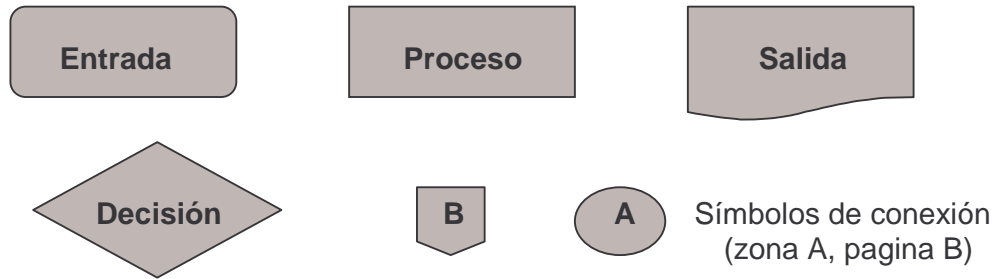 Entrada
Proceso
Salida
Decisión
B
A
Símbolos de conexión
(zona A, pagina B)